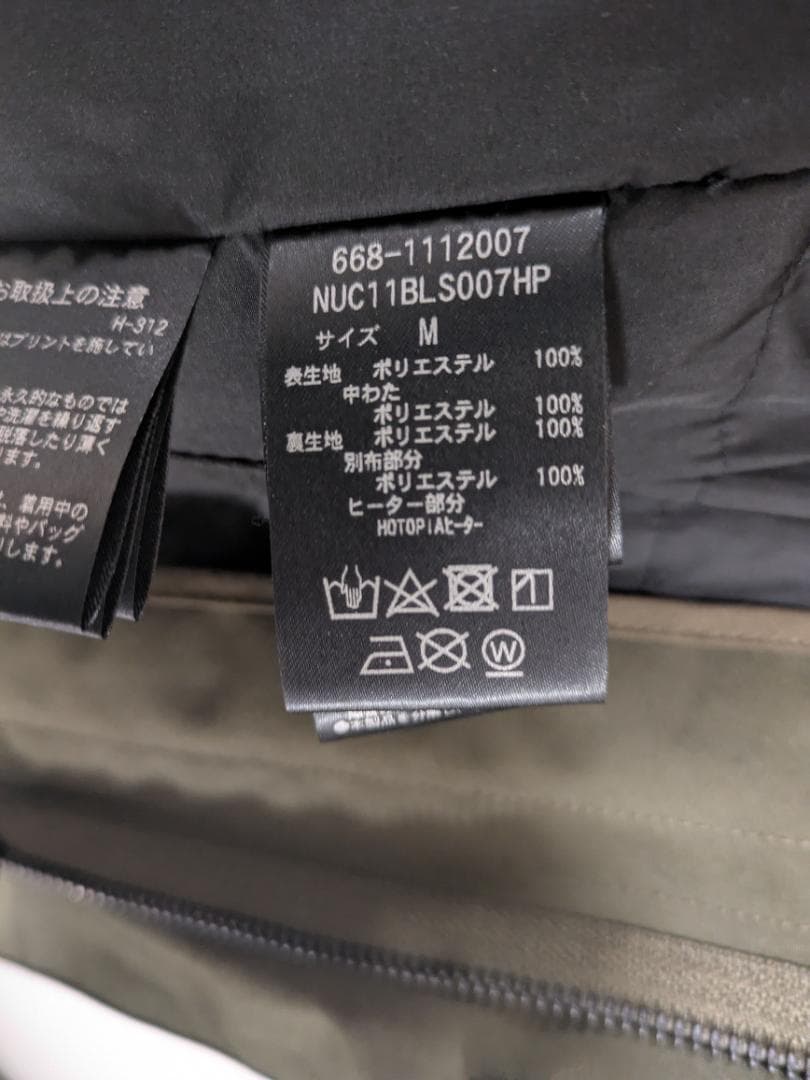 お取扱上の注意
H-312
はプリントを施してい
永久的なものでは
や洗濯を繰り返す
脱落したり薄く
ります。
、着用中の
料やバッグ
します。
668-1112007
NUC11BLS007HP
サイズ M
表生地 ポリエステル 100%
中わた
ポリエステル 100%
裏生地 ポリエステル 100%
別布部分
ポリエステル 100%
ヒーター部分
HOTOPIAヒーター
W